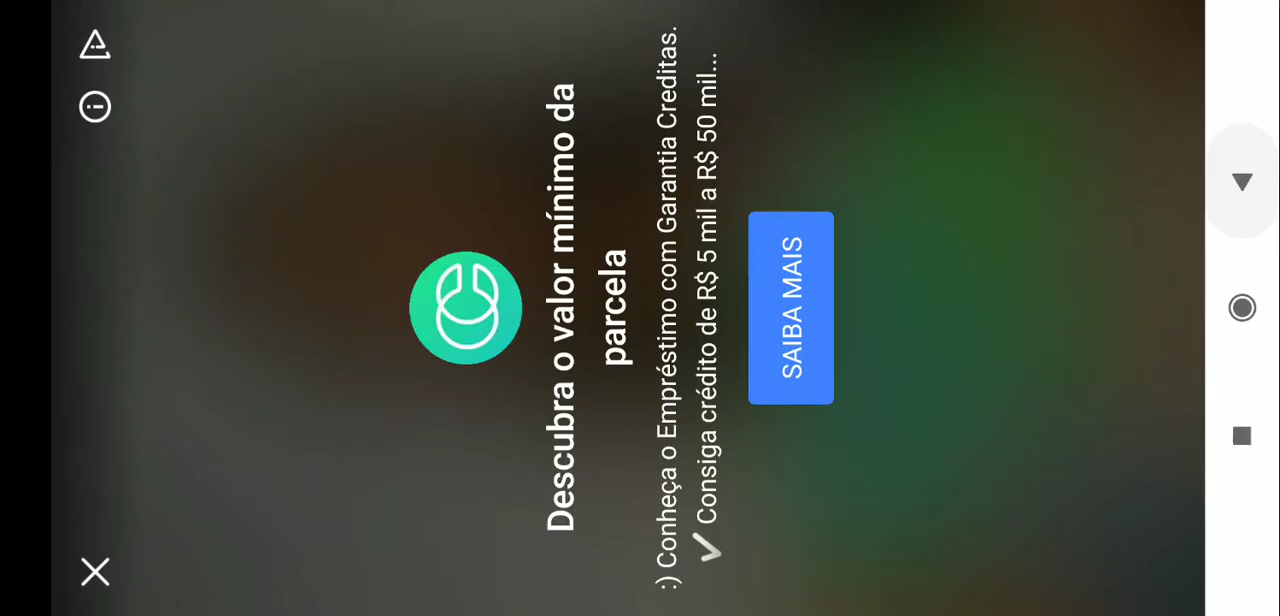 Descubra o valor mínimo da
parcela
:) Conheça o Empréstimo com Garantia Creditas.
✔ Consiga crédito de R$ 5 mil a R$ 50 mil...
SAIBA MAIS